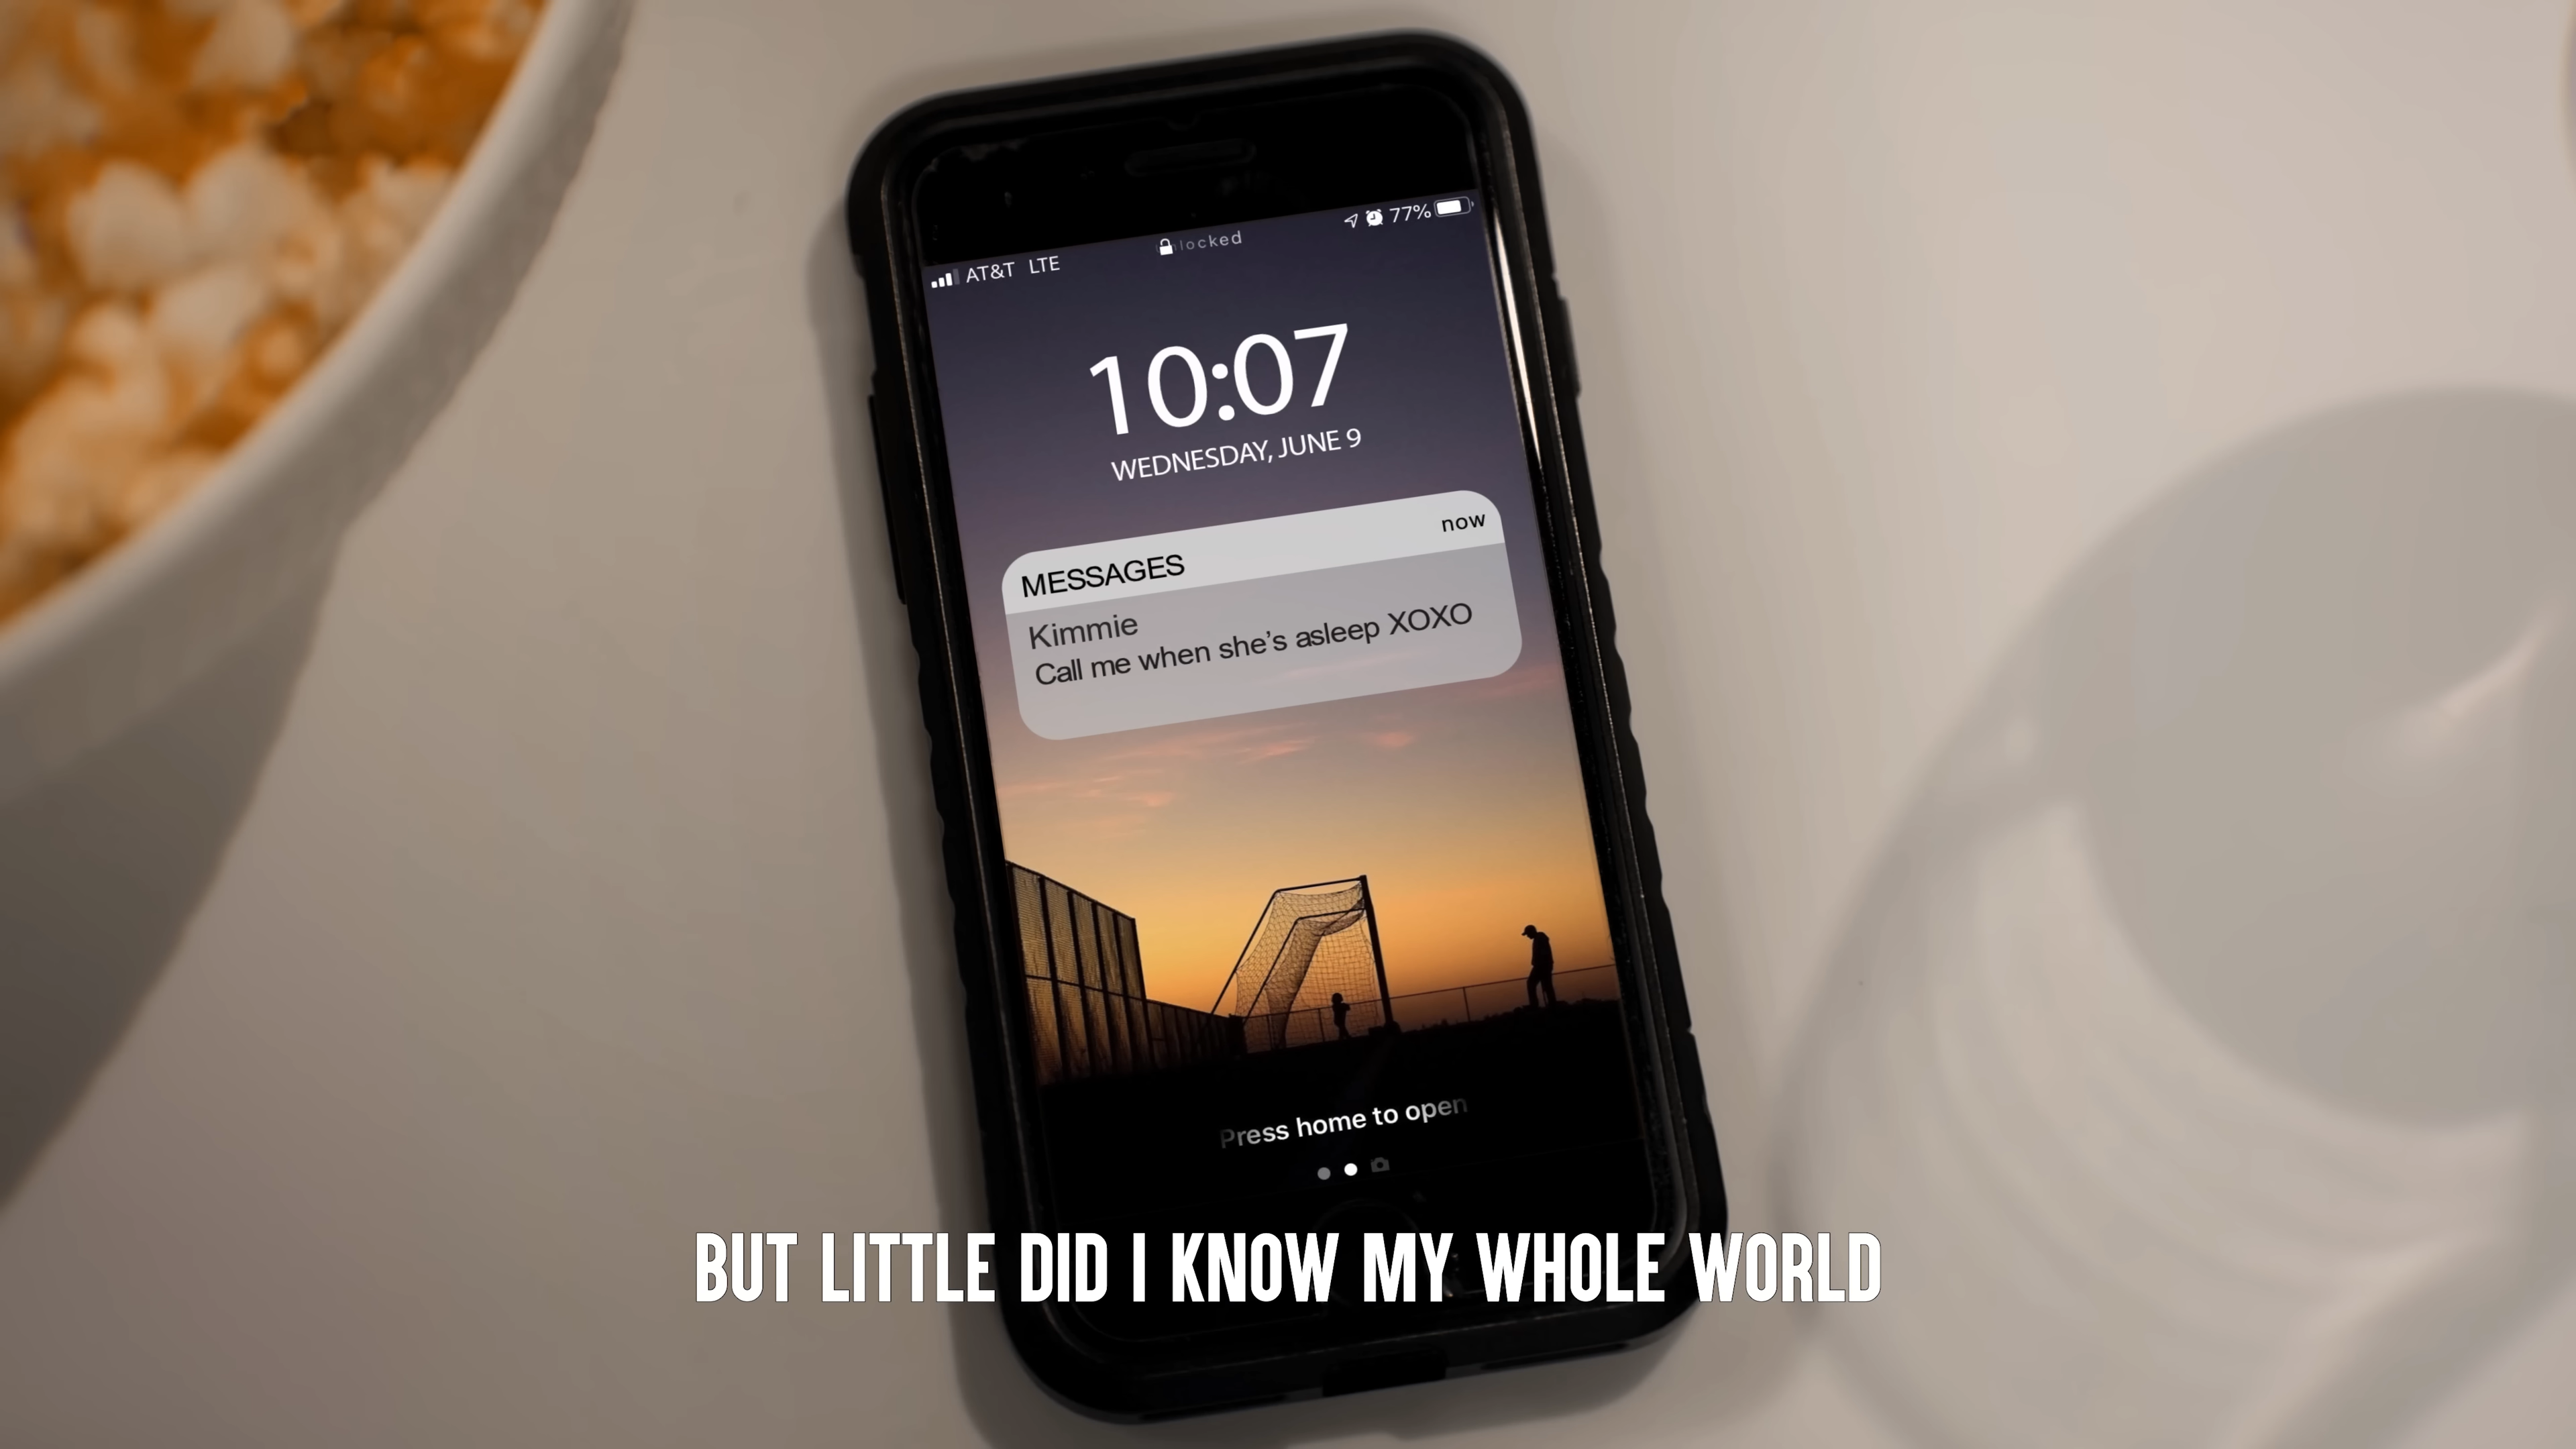 AT&T LTE
locked
77%
10:07
WEDNESDAY, JUNE 9
MESSAGES
now
Kimmie
Call me when she’s asleep XOXO
Press home to open
BUT LITTLE DID I KNOW MY WHOLE WORLD